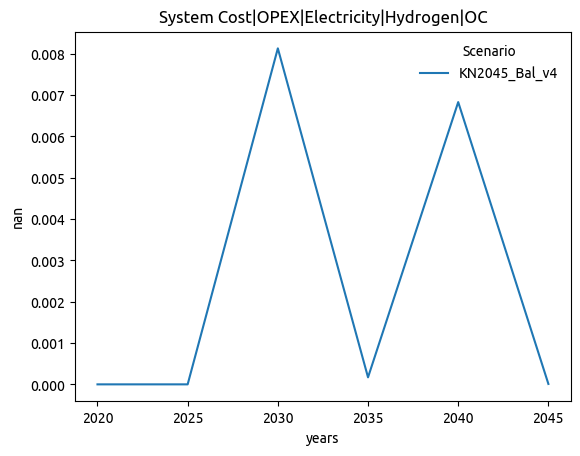 System Cost|OPEX|Electricity|Hydrogen|OC
Scenario
KN2045_Bal_v4
0.008
0.007
0.006
0.005
0.004
0.003
0.002
0.001
0.000
nan
2020 2025 2030 2035 2040 2045
years